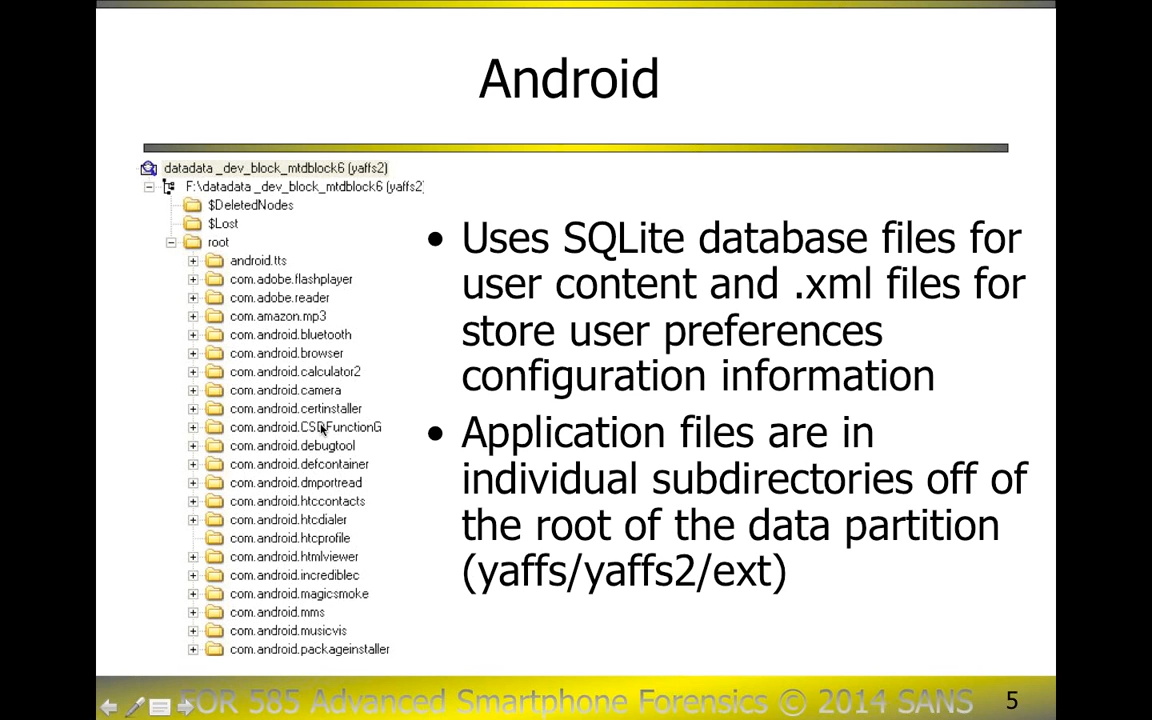 Android
datadata _dev_block_mtdblock6 (yaffs2)
F:\datadata _dev_block_mtdblock6 (yaffs2)
$DeletedNodes
$Lost
root
android.tts
com.adobe.flashplayer
com.adobe.reader
com.amazon.mp3
com.android.bluetooth
com.android.browser
com.android.calculator2
com.android.camera
com.android.certinstaller
com.android.CSDFunctionG
com.android.debugtool
com.android.defcontainer
com.android.dmportread
com.android.htccontacts
com.android.htcdialer
com.android.htcprofile
com.android.htmlviewer
com.android.incrediblec
com.android.magicsmoke
com.android.mms
com.android.musicvis
com.android.packageinstaller
• Uses SQLite database files for
user content and .xml files for
store user preferences
configuration information
• Application files are in
individual subdirectories off of
the root of the data partition
(yaffs/yaffs2/ext)
FOR 585 Advanced Smartphone Forensics © 2014 SANS
5